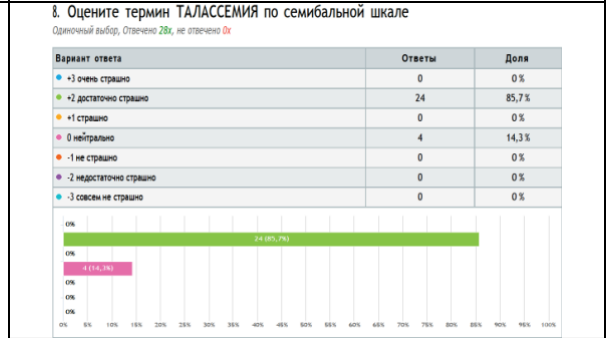 8. Оцените термин ТАЛАССЕМИЯ по семибальной шкале
Одиночный выбор, Отвечено 28x, не отвечено 0x
Вариант ответа Ответы Доля
+3 очень страшно 0 0 %
+2 достаточно страшно 24 85,7 %
+1 страшно 0 0 %
0 нейтрально 4 14,3 %
-1 не страшно 0 0 %
-2 недостаточно страшно 0 0 %
-3 совсем не страшно 0 0 %
0%
24 (85,7%)
0%
4 (14,3%)
0%
0%
0%
0% 5% 10% 15% 20% 25% 30% 35% 40% 45% 50% 55% 60% 65% 70% 75% 80% 85% 90% 95% 100%